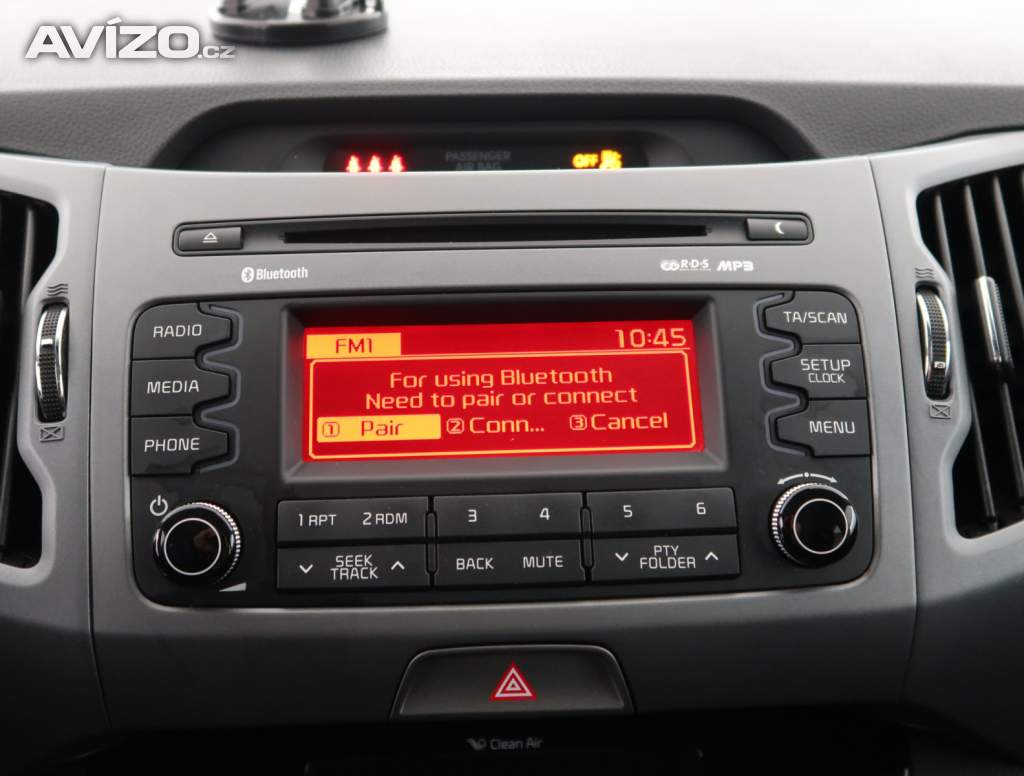 AVÍZO.cz
PASSENGER
AIR BAG
OFF
Bluetooth
R·D·S MP3
RADIO
MEDIA
PHONE
FM1 10:45
For using Bluetooth
Need to pair or connect
1 Pair 2 Conn... 3 Cancel
TA/SCAN
SETUP
CLOCK
MENU
1 RPT 2 RDM 3 4 5 6
SEEK
TRACK
BACK MUTE
PTY
FOLDER
Clean Air